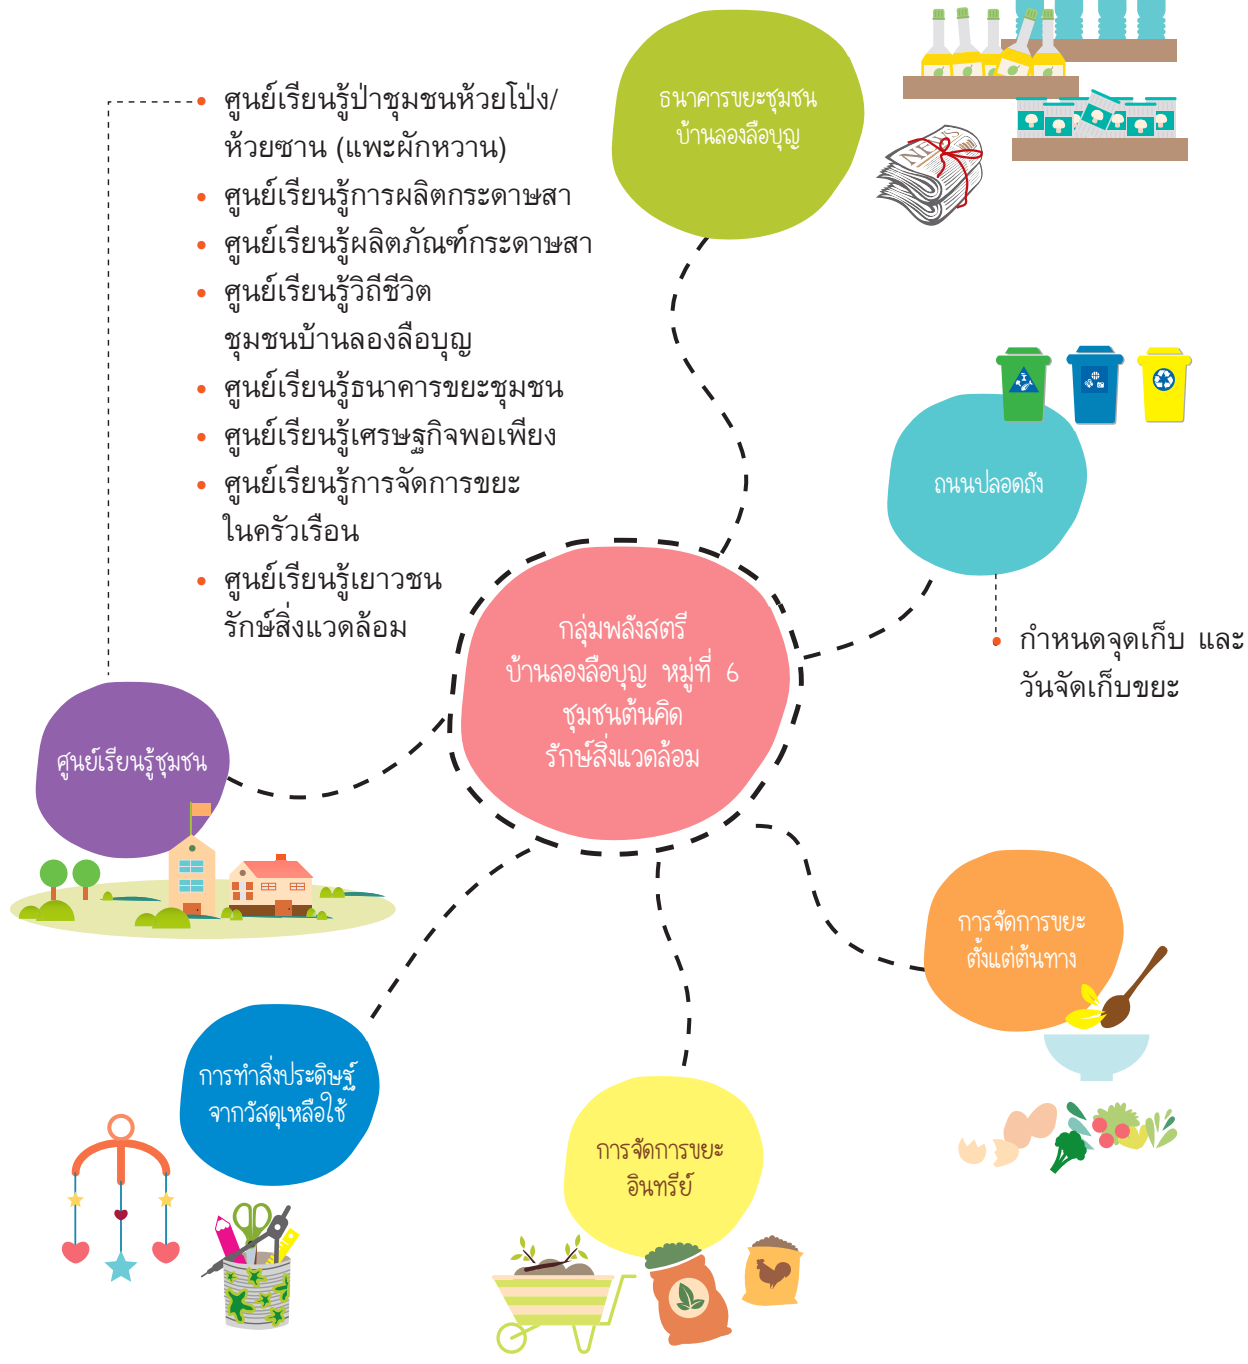 ธนาคารขยะชุมชน
บ้านลองลือบุญ
NEWS
• ศูนย์เรียนรู้ป่าชุมชนห้วยโป่ง/
ห้วยซาน (แพะผักหวาน)
• ศูนย์เรียนรู้การผลิตกระดาษสา
• ศูนย์เรียนรู้ผลิตภัณฑ์กระดาษสา
• ศูนย์เรียนรู้วิถีชีวิต
ชุมชนบ้านลองลือบุญ
• ศูนย์เรียนรู้ธนาคารขยะชุมชน
• ศูนย์เรียนรู้เศรษฐกิจพอเพียง
• ศูนย์เรียนรู้การจัดการขยะ
ในครัวเรือน
• ศูนย์เรียนรู้เยาวชน
รักษ์สิ่งแวดล้อม
ถนนปลอดถัง
• กำหนดจุดเก็บ และ
วันจัดเก็บขยะ
กลุ่มพลังสตรี
บ้านลองลือบุญ หมู่ที่ 6
ชุมชนต้นคิด
รักษ์สิ่งแวดล้อม
ศูนย์เรียนรู้ชุมชน
การจัดการขยะ
ตั้งแต่ต้นทาง
การทำสิ่งประดิษฐ์
จากวัสดุเหลือใช้
การจัดการขยะ
อินทรีย์